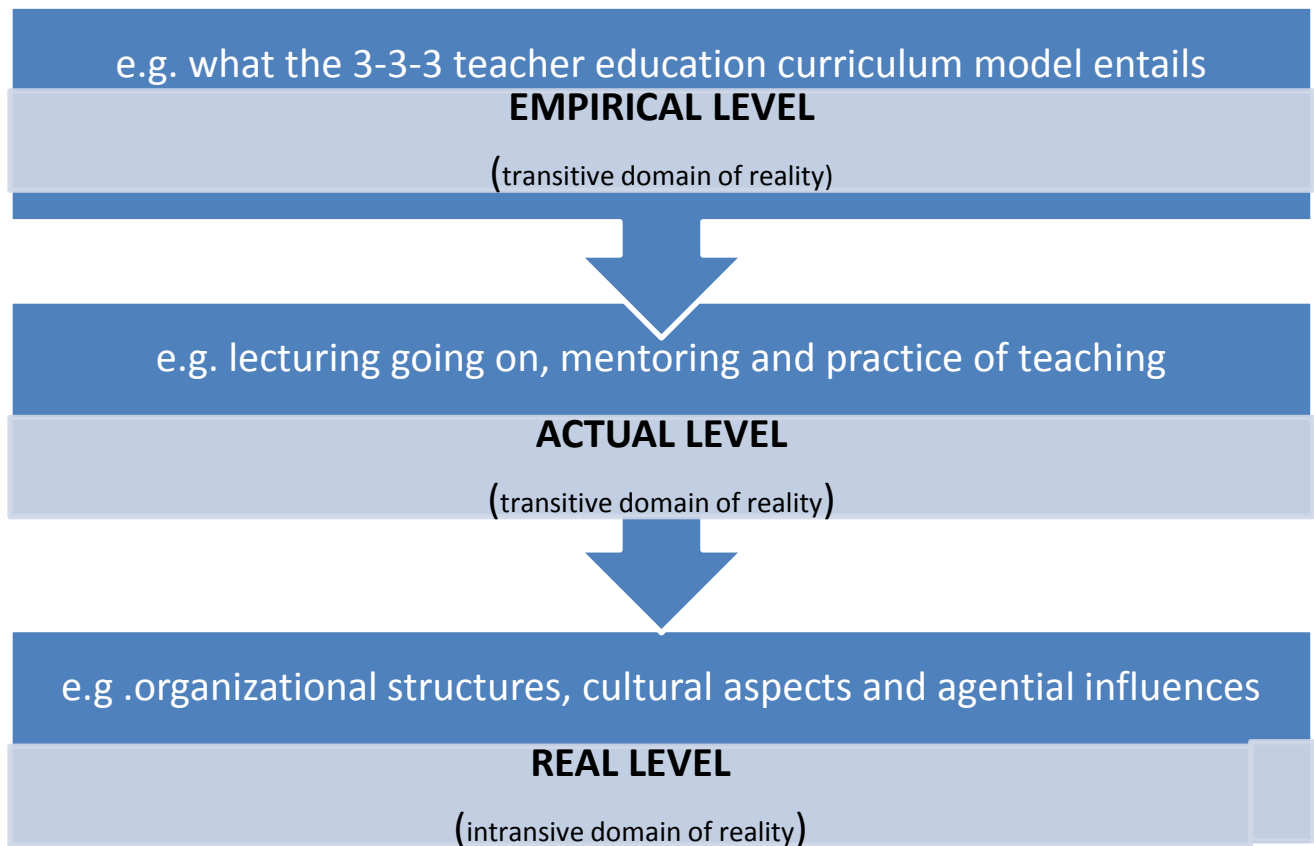 e.g. what the 3-3-3 teacher education curriculum model entails
EMPIRICAL LEVEL
(transitive domain of reality)
e.g. lecturing going on, mentoring and practice of teaching
ACTUAL LEVEL
(transitive domain of reality)
e.g .organizational structures, cultural aspects and agential influences
REAL LEVEL
(intransive domain of reality)